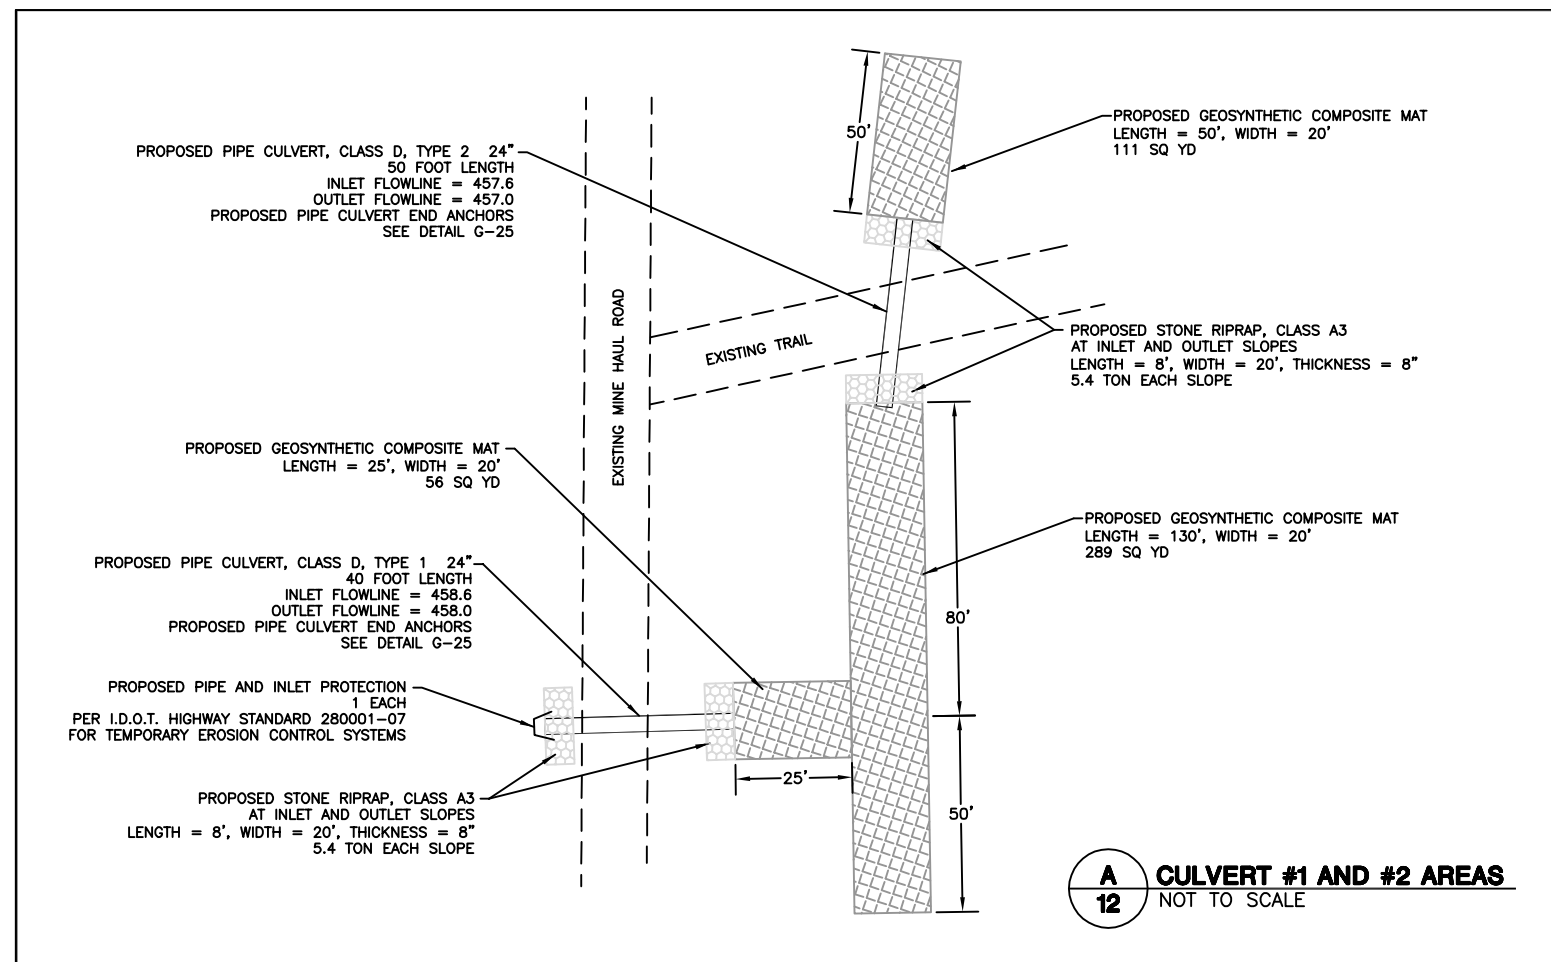 50'
PROPOSED GEOSYNTHETIC COMPOSITE MAT
LENGTH = 50', WIDTH = 20'
111 SQ YD
PROPOSED PIPE CULVERT, CLASS D, TYPE 2 24"
50 FOOT LENGTH
INLET FLOWLINE = 457.6
OUTLET FLOWLINE = 457.0
PROPOSED PIPE CULVERT END ANCHORS
SEE DETAIL G-25
EXISTING MINE HAUL ROAD
EXISTING TRAIL
PROPOSED STONE RIPRAP, CLASS A3
AT INLET AND OUTLET SLOPES
LENGTH = 8', WIDTH = 20', THICKNESS = 8"
5.4 TON EACH SLOPE
PROPOSED GEOSYNTHETIC COMPOSITE MAT
LENGTH = 25', WIDTH = 20'
56 SQ YD
PROPOSED GEOSYNTHETIC COMPOSITE MAT
LENGTH = 130', WIDTH = 20'
289 SQ YD
PROPOSED PIPE CULVERT, CLASS D, TYPE 1 24"
40 FOOT LENGTH
INLET FLOWLINE = 458.6
OUTLET FLOWLINE = 458.0
PROPOSED PIPE CULVERT END ANCHORS
SEE DETAIL G-25
80'
PROPOSED PIPE AND INLET PROTECTION
1 EACH
PER I.D.O.T. HIGHWAY STANDARD 280001-07
FOR TEMPORARY EROSION CONTROL SYSTEMS
25'
PROPOSED STONE RIPRAP, CLASS A3
AT INLET AND OUTLET SLOPES
LENGTH = 8', WIDTH = 20', THICKNESS = 8"
5.4 TON EACH SLOPE
50'
A
12
CULVERT #1 AND #2 AREAS
NOT TO SCALE